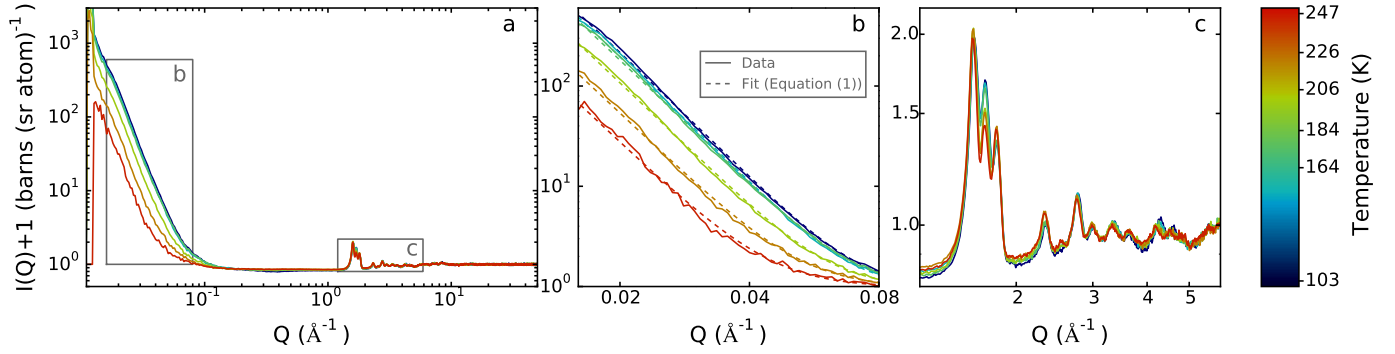 I(Q)+1 (barns (sr atom)⁻¹ )
10³
10²
10¹
10⁰
10⁻¹
10⁰
10¹
Q (Å⁻¹ )
a
b
c
10²
10¹
10⁰
0.02
0.04
0.08
Q (Å⁻¹ )
b
Data
Fit (Equation (1))
2.0
1.5
1.0
2
3
4
5
Q (Å⁻¹ )
c
247
226
206
184
164
103
Temperature (K)